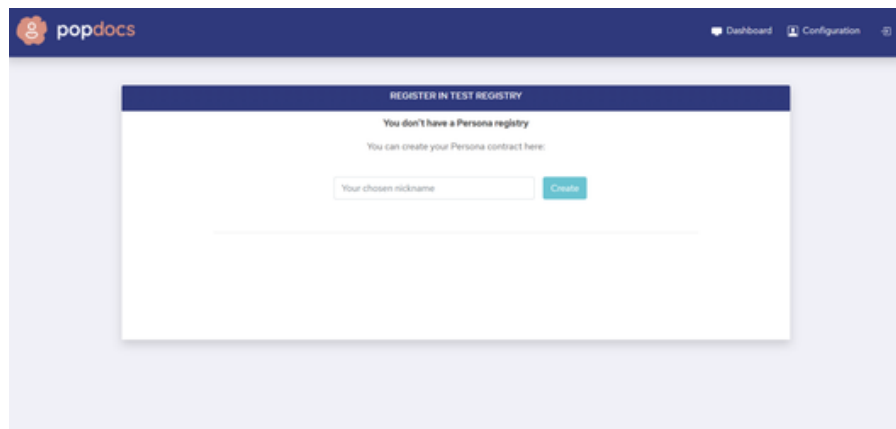 popdocs
Dashboard Configuration
REGISTER IN TEST REGISTRY
You don't have a Persona registry
You can create your Persona contract here:
Your chosen nickname Create